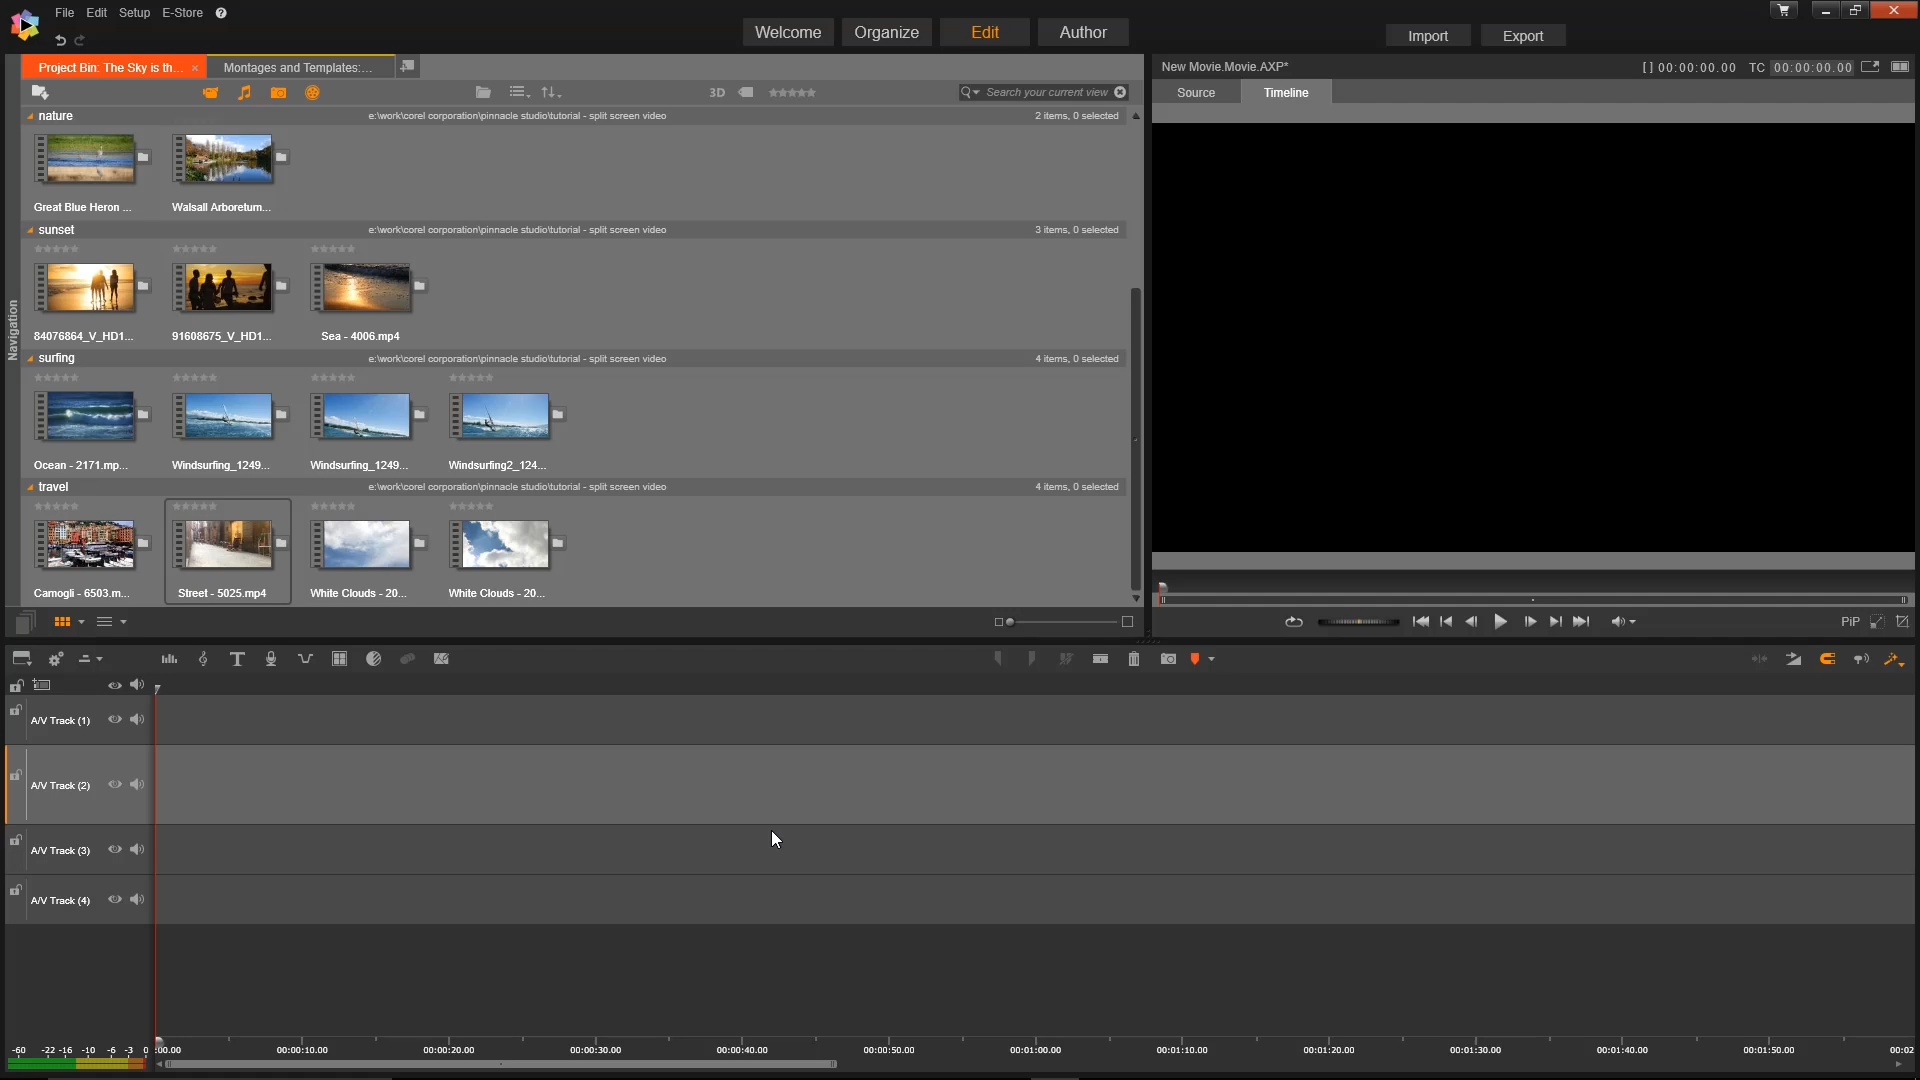 File Edit Setup E-Store ?
Welcome Organize Edit Author
Import Export
Project Bin: The Sky is th... × Montages and Templates:...
3D
Search your current view
New Movie.Movie.AXP*
[ ] 00:00:00.00 TC 00:00:00.00
Source Timeline
Navigation
nature e:\work\corel corporation\pinnacle studio\tutorial - split screen video 2 items, 0 selected
Great Blue Heron ... Walsall Arboretum...
sunset e:\work\corel corporation\pinnacle studio\tutorial - split screen video 3 items, 0 selected
84076864_V_HD1... 91608675_V_HD1... Sea - 4006.mp4
surfing e:\work\corel corporation\pinnacle studio\tutorial - split screen video 4 items, 0 selected
Ocean - 2171.mp... Windsurfing_1249... Windsurfing_1249... Windsurfing2_124...
travel e:\work\corel corporation\pinnacle studio\tutorial - split screen video 4 items, 0 selected
Camogli - 6503.m... Street - 5025.mp4 White Clouds - 20... White Clouds - 20...
PiP
A/V Track (1)
A/V Track (2)
A/V Track (3)
A/V Track (4)
-60 -22 -16 -10 -6 -3 0
:00.00 00:00:10.00 00:00:20.00 00:00:30.00 00:00:40.00 00:00:50.00 00:01:00.00 00:01:10.00 00:01:20.00 00:01:30.00 00:01:40.00 00:01:50.00 00:02